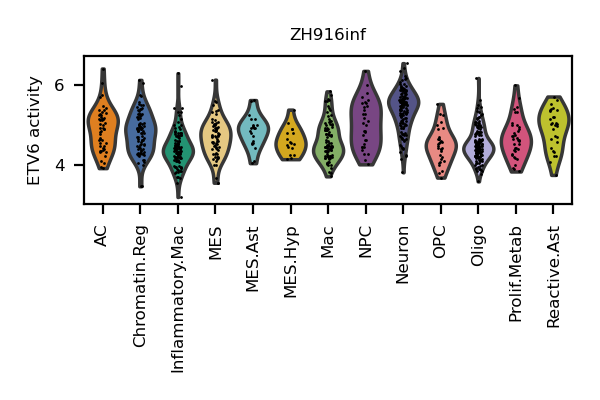 ZH916inf
ETV6 activity
6
4
AC
Chromatin.Reg
Inflammatory.Mac
MES
MES.Ast
MES.Hyp
Mac
NPC
Neuron
OPC
Oligo
Prolif.Metab
Reactive.Ast